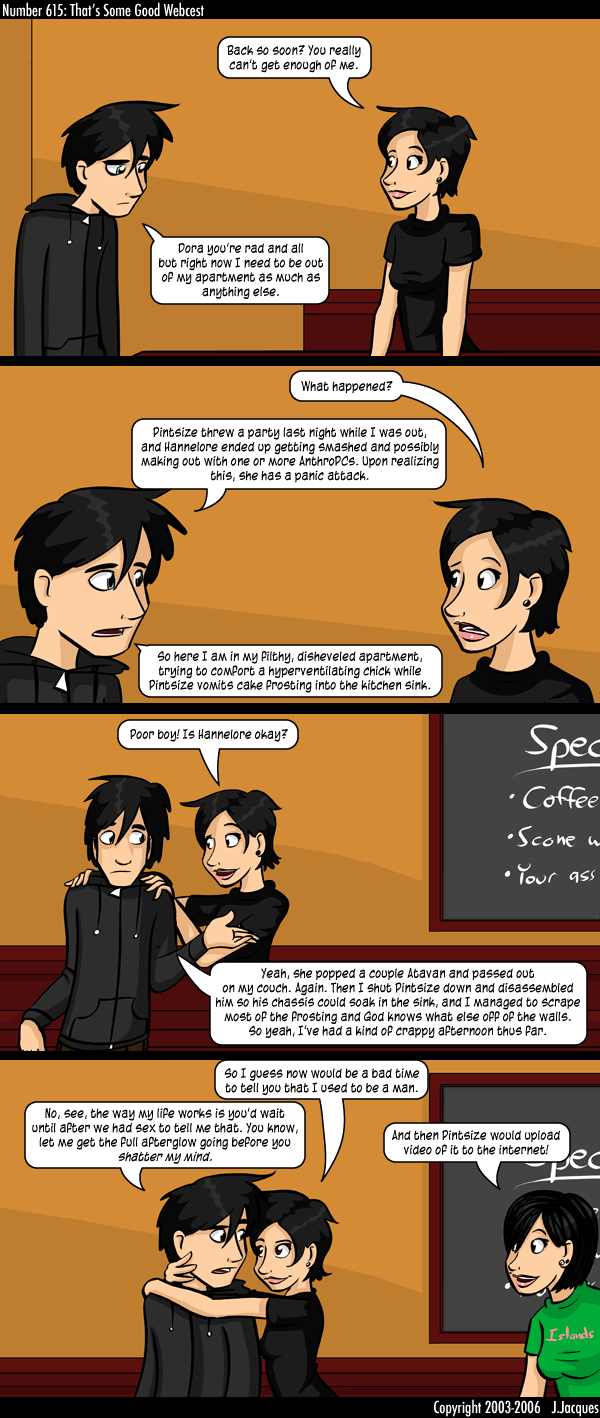 Number 615: That's Some Good Webcest
Back so soon? You really
can't get enough of me.
Dora you're rad and all
but right now I need to be out
of my apartment as much as
anything else.
What happened?
Pintsize threw a party last night while I was out,
and Hannelore ended up getting smashed and possibly
making out with one or more AnthroPCs. Upon realizing
this, she has a panic attack.
So here I am in my filthy, disheveled apartment,
trying to comfort a hyperventilating chick while
Pintsize vomits cake frosting into the kitchen sink.
Poor boy! Is Hannelore okay?
Spec
• Coffee
• Scone w
• Your ass
Yeah, she popped a couple Atavan and passed out
on my couch. Again. Then I shut Pintsize down and disassembled
him so his chassis could soak in the sink, and I managed to scrape
most of the frosting and God knows what else off of the walls.
So yeah, I've had a kind of crappy afternoon thus far.
So I guess now would be a bad time
to tell you that I used to be a man.
No, see, the way my life works is you'd wait
until after we had sex to tell me that. You know,
let me get the full afterglow going before you
shatter my mind.
And then Pintsize would upload
video of it to the internet!
Spec
Islands
Copyright 2003-2006 J.Jacques